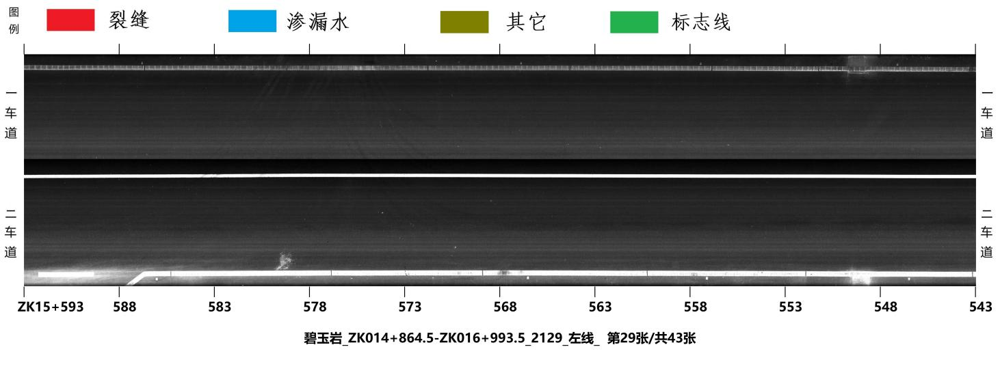 图例
裂缝
渗漏水
其它
标志线
一车道
一车道
二车道
二车道
ZK15+593 588 583 578 573 568 563 558 553 548 543
碧玉岩_ZK014+864.5-ZK016+993.5_2129_左线_ 第29张/共43张